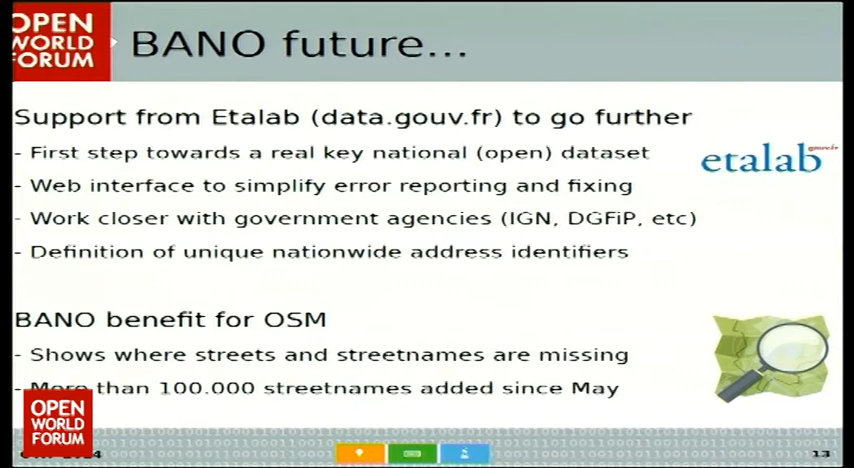 OPEN
WORLD
FORUM
BANO future...
Support from Etalab (data.gouv.fr) to go further
- First step towards a real key national (open) dataset
- Web interface to simplify error reporting and fixing
- Work closer with government agencies (IGN, DGFiP, etc)
- Definition of unique nationwide address identifiers
etalab
gouv.fr
BANO benefit for OSM
- Shows where streets and streetnames are missing
- More than 100.000 streetnames added since May
OPEN
WORLD
FORUM
13